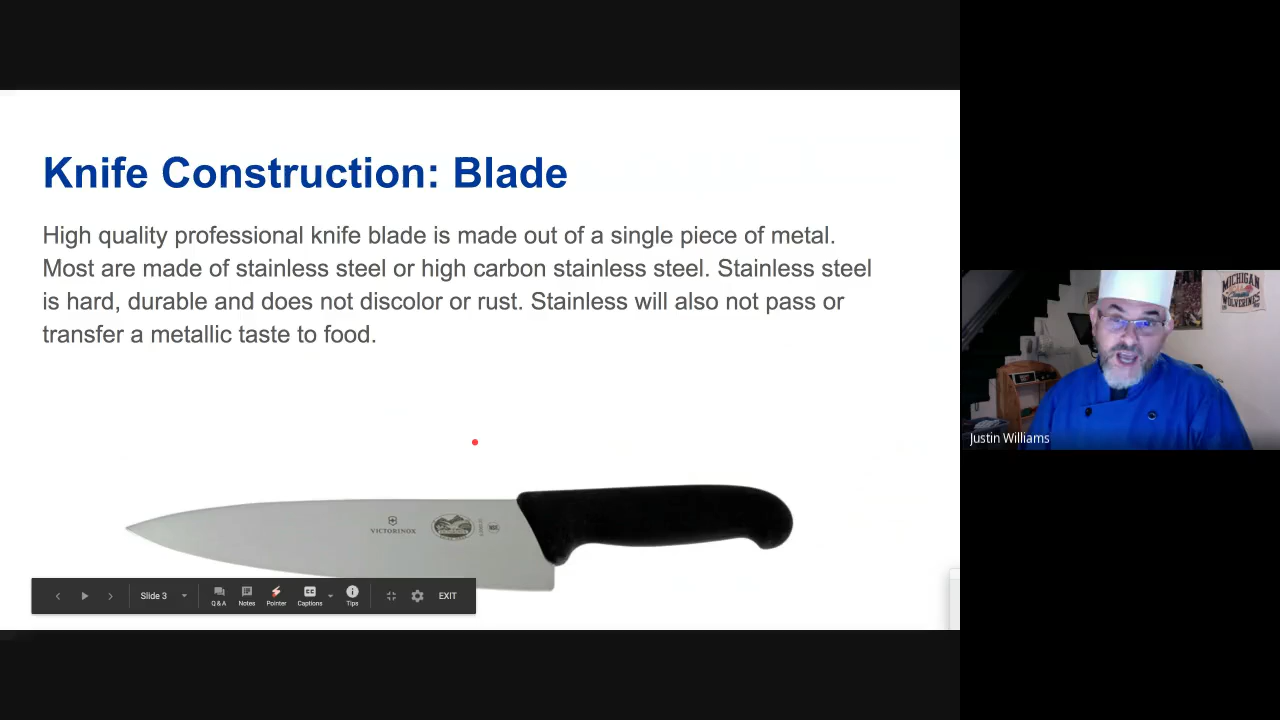 Knife Construction: Blade
High quality professional knife blade is made out of a single piece of metal.
Most are made of stainless steel or high carbon stainless steel. Stainless steel
is hard, durable and does not discolor or rust. Stainless will also not pass or
transfer a metallic taste to food.
VICTORINOX
Slide 3
Q & A
Notes
Pointer
Captions
Tips
EXIT
MICHIGAN
WOLVERINES
Justin Williams